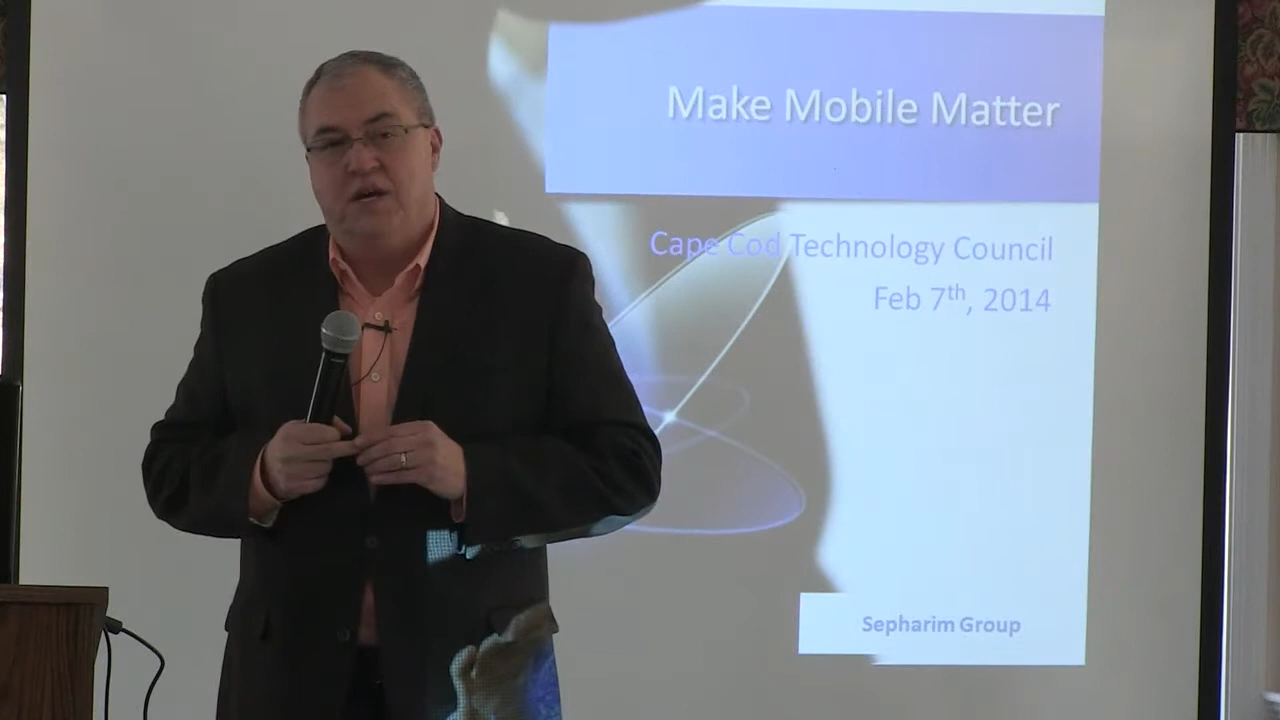 Make Mobile Matter
Cape Cod Technology Council
Feb 7th, 2014
Sepharim Group